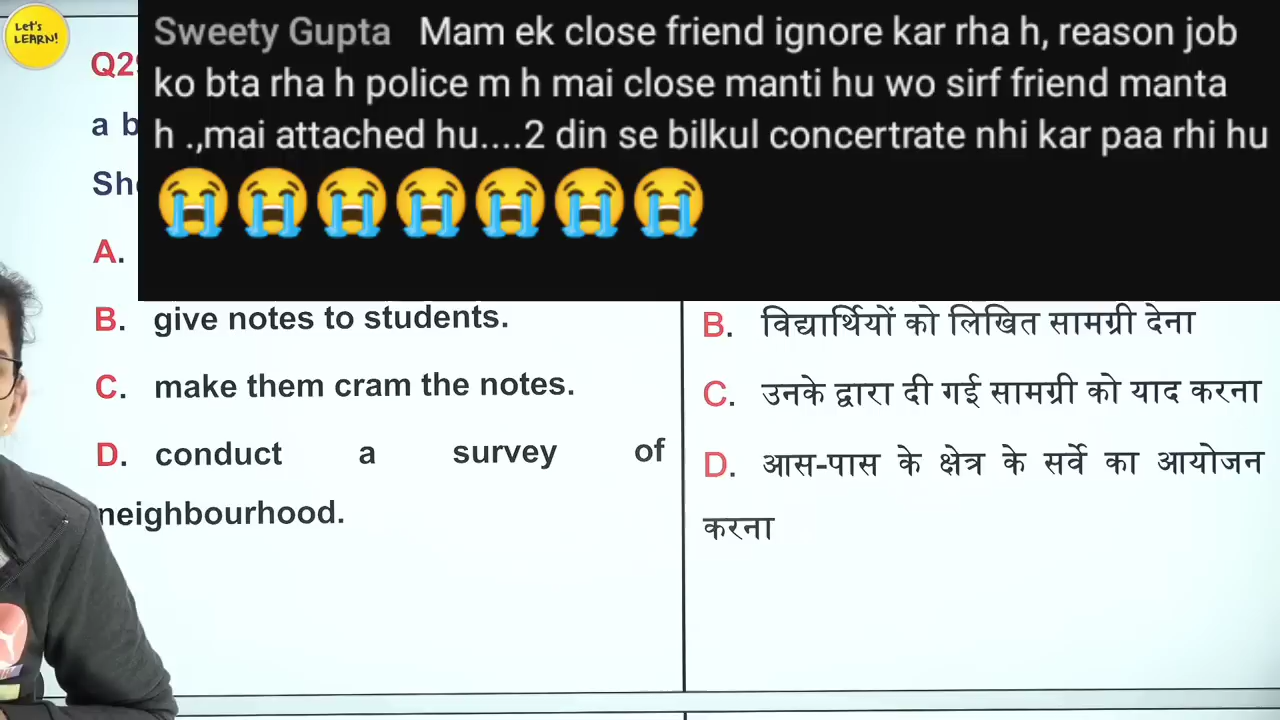 Let's
LEARN!
Sweety Gupta Mam ek close friend ignore kar rha h, reason job
ko bta rha h police m h mai close manti hu wo sirf friend manta
h .,mai attached hu....2 din se bilkul concertrate nhi kar paa rhi hu
😭😭😭😭😭😭😭
Q29
a b
Sh
A.
B. give notes to students.
C. make them cram the notes.
D. conduct a survey of
neighbourhood.
B. विद्यार्थियों को लिखित सामग्री देना
C. उनके द्वारा दी गई सामग्री को याद करना
D. आस-पास के क्षेत्र के सर्वे का आयोजन
करना